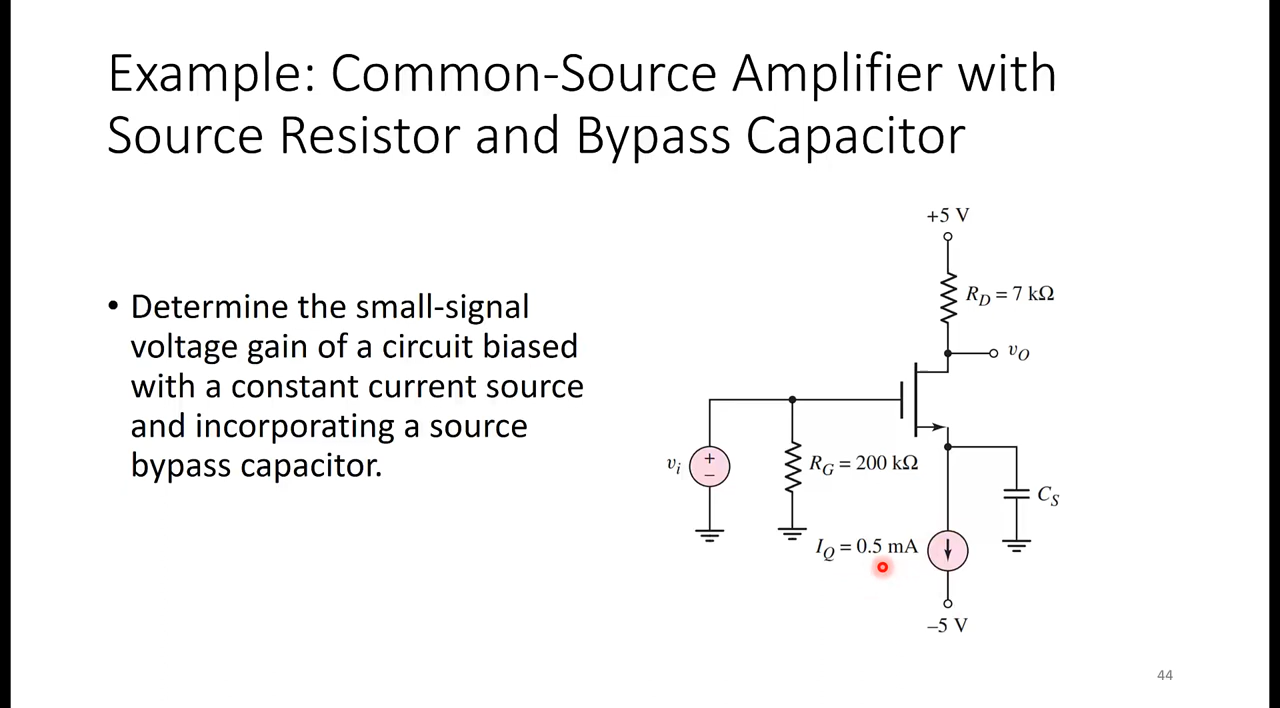 Example: Common-Source Amplifier with
Source Resistor and Bypass Capacitor
• Determine the small-signal
voltage gain of a circuit biased
with a constant current source
and incorporating a source
bypass capacitor.
+5 V
R_D = 7 kΩ
v_O
v_i
+
−
R_G = 200 kΩ
C_S
I_Q = 0.5 mA
−5 V
44